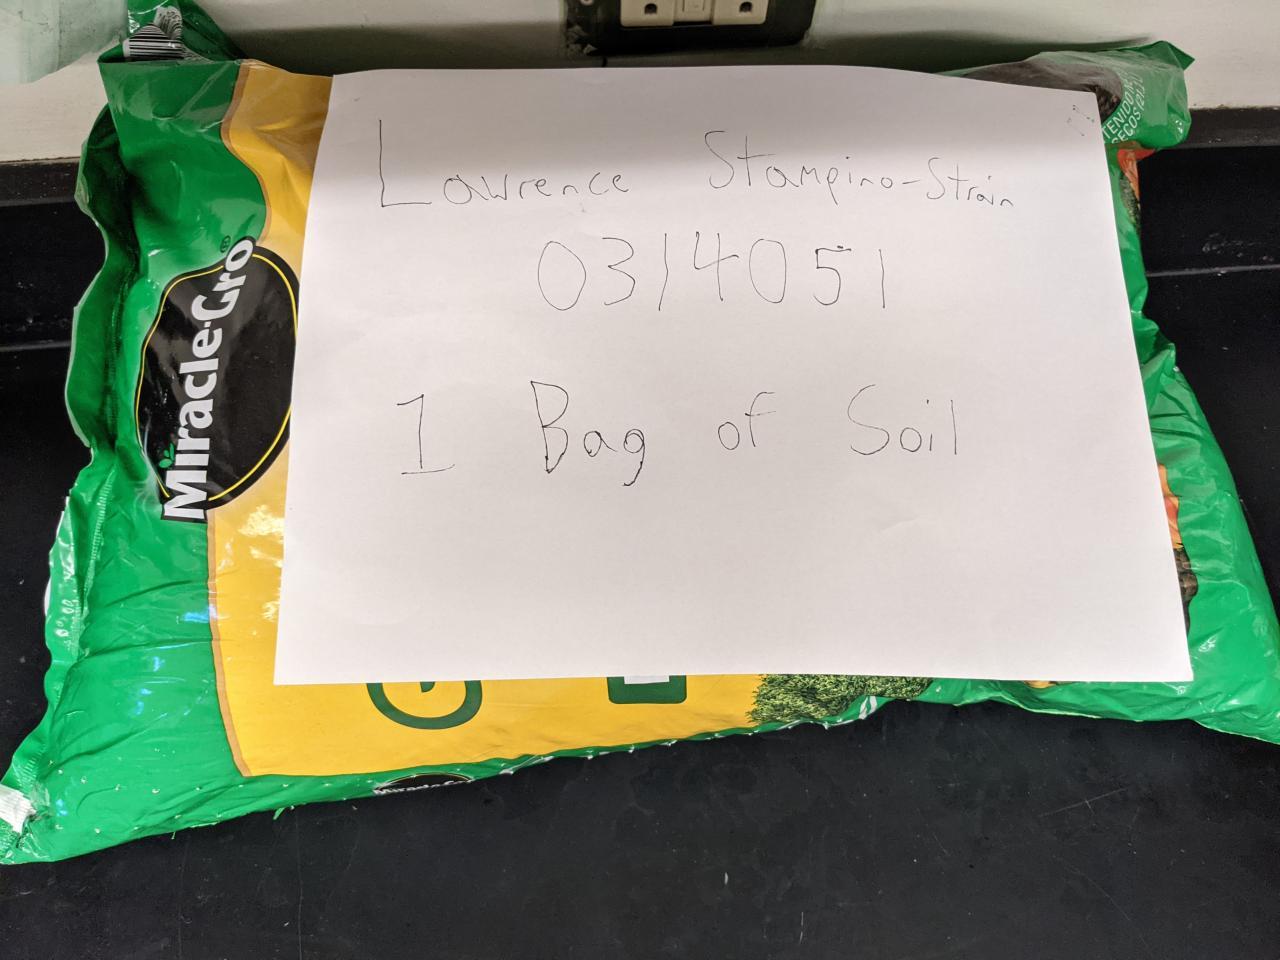 Lawrence Stampino-Strain
0314051
1 Bag of Soil
Miracle-Gro®